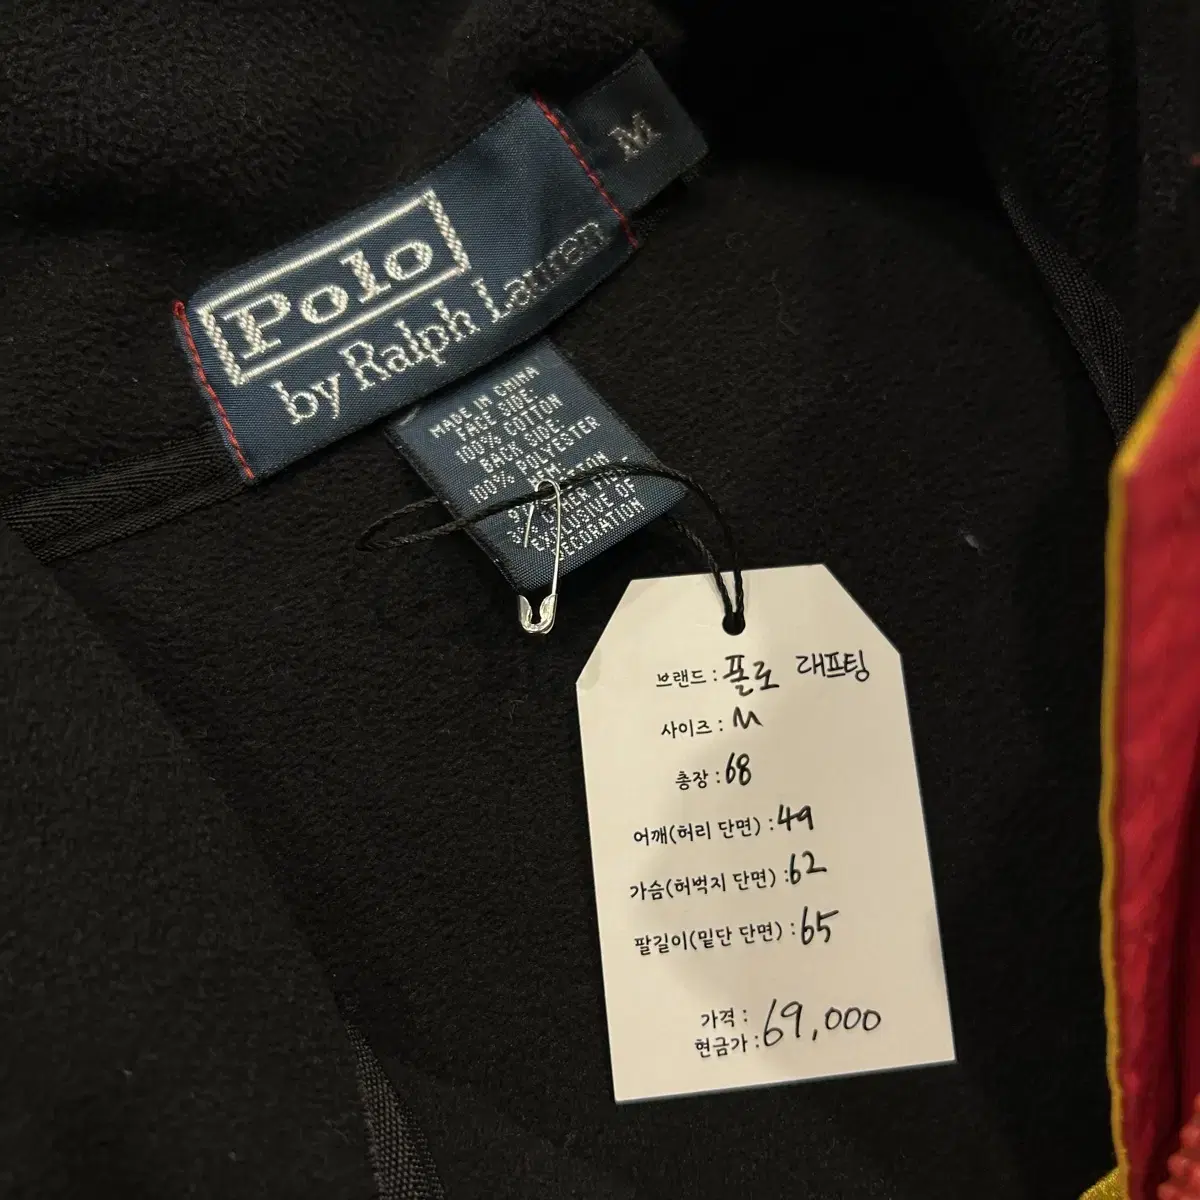 M
Polo
by Ralph Lauren
MADE IN CHINA
FACE SIDE:
100% COTTON
BACK SIDE:
100% POLYESTER
EXCLUSIVE OF
DECORATION
브랜드 : 폴로 래프팅
사이즈 : M
총장 : 68
어깨(허리 단면) : 49
가슴(허벅지 단면) : 62
팔길이(밑단 단면) : 65
가격 :
현금가 : 69,000